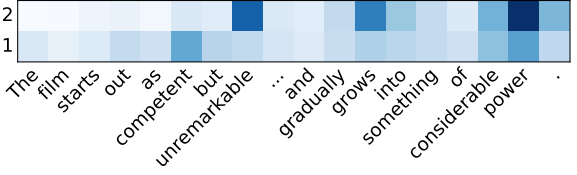 2
1
The film starts out as competent but unremarkable ... and gradually grows into something of considerable power .